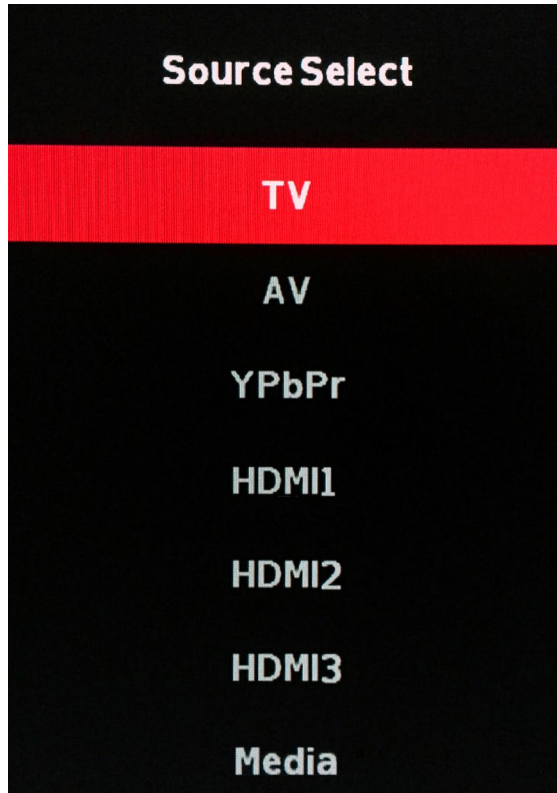 Source Select
TV
AV
YPbPr
HDMI1
HDMI2
HDMI3
Media